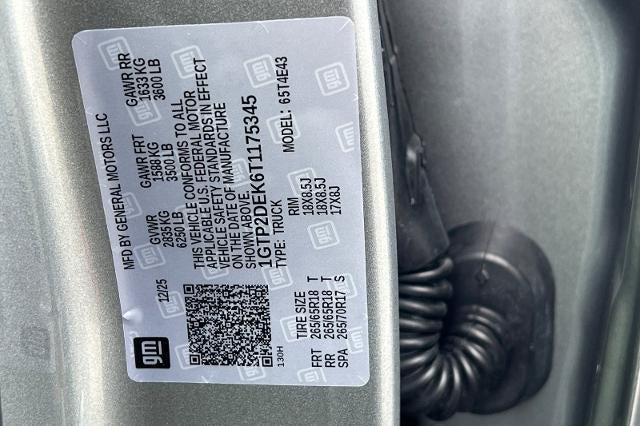 MFD BY GENERAL MOTORS LLC
GVWR GAWR FRT GAWR RR
2835 KG 1588 KG 1633 KG
6250 LB 3500 LB 3600 LB
12/25
THIS VEHICLE CONFORMS TO ALL
APPLICABLE U.S. FEDERAL MOTOR
VEHICLE SAFETY STANDARDS IN EFFECT
ON THE DATE OF MANUFACTURE
SHOWN ABOVE.
1GTP2DEK6T1175345
TYPE: TRUCK MODEL: 65T4E43
gm
130H
TIRE SIZE RIM
FRT 265/65R18 T 18X8.5J
RR 265/65R18 T 18X8.5J
SPA 265/70R17 S 17X8J